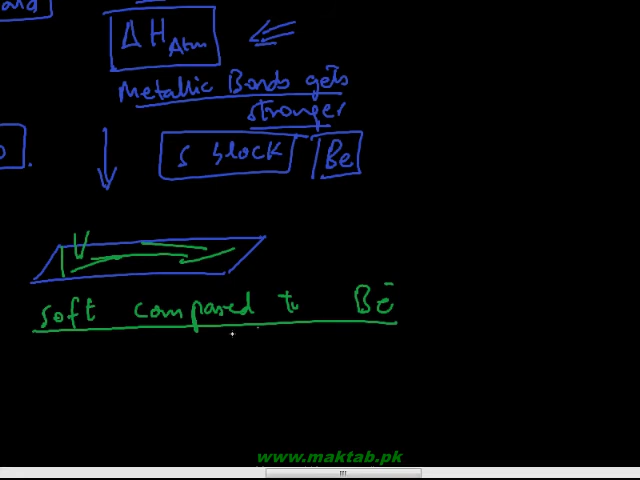 ΔH Atm
Metallic Bonds gets
stronger
S block Be
soft compared to Be
www.maktab.pk